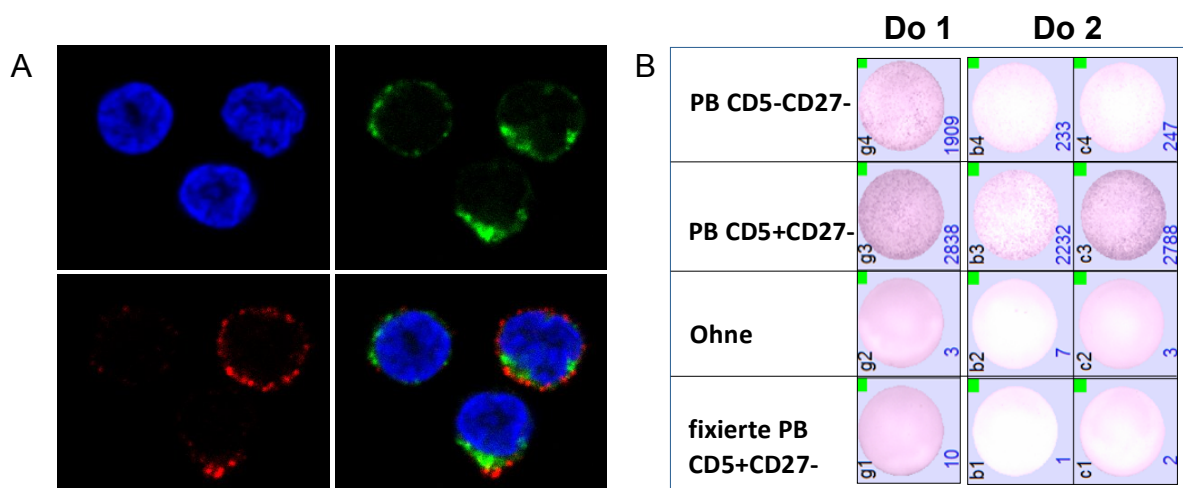 A
B
Do 1 Do 2
PB CD5-CD27-
g4 1909
b4 233
c4 247
PB CD5+CD27-
g3 2838
b3 2232
c3 2788
Ohne
g2 3
b2 7
c2 3
fixierte PB
CD5+CD27-
g1 10
b1 1
c1 2